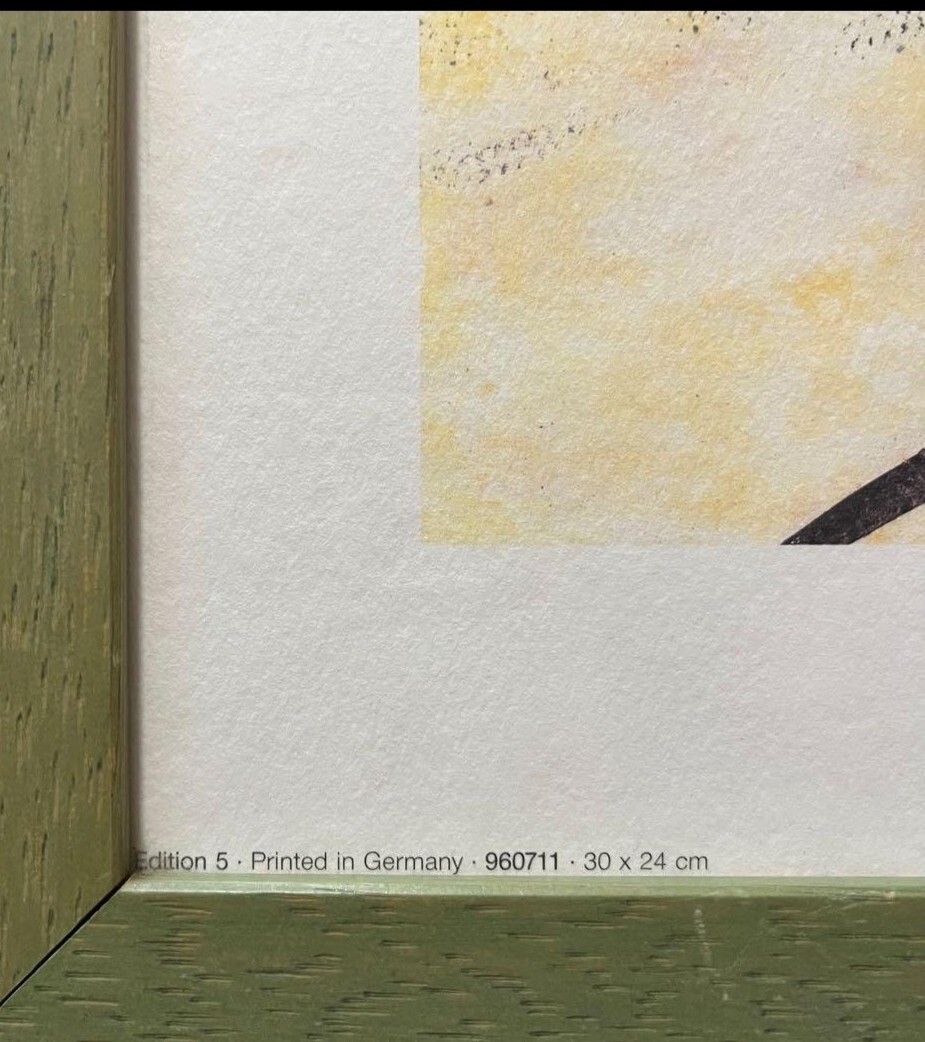 Edition 5 · Printed in Germany · 960711 · 30 x 24 cm